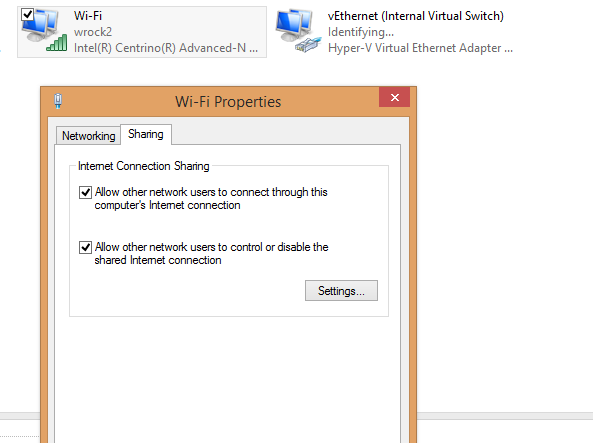 Wi-Fi
wrock2
Intel(R) Centrino(R) Advanced-N ...
vEthernet (Internal Virtual Switch)
Identifying...
Hyper-V Virtual Ethernet Adapter ...
Wi-Fi Properties
Networking
Sharing
Internet Connection Sharing
Allow other network users to connect through this
computer's Internet connection
Allow other network users to control or disable the
shared Internet connection
Settings...